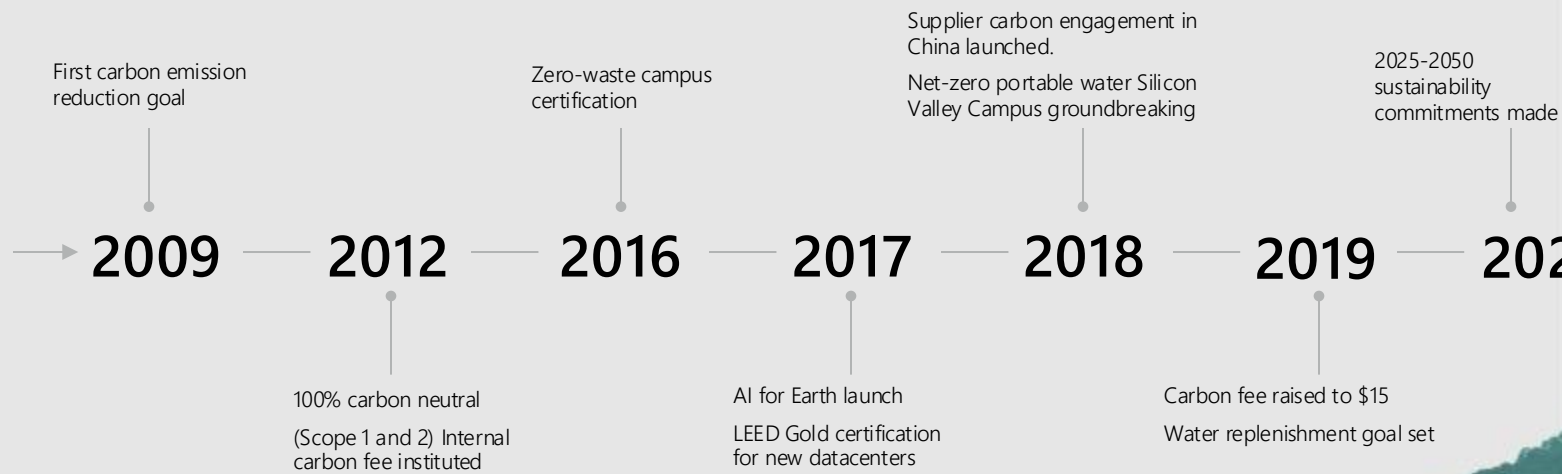 Supplier carbon engagement in
China launched.
Net-zero portable water Silicon
Valley Campus groundbreaking
First carbon emission
reduction goal
Zero-waste campus
certification
2025-2050
sustainability
commitments made
2009
2012
2016
2017
2018
2019
202
100% carbon neutral
(Scope 1 and 2) Internal
carbon fee instituted
AI for Earth launch
LEED Gold certification
for new datacenters
Carbon fee raised to $15
Water replenishment goal set